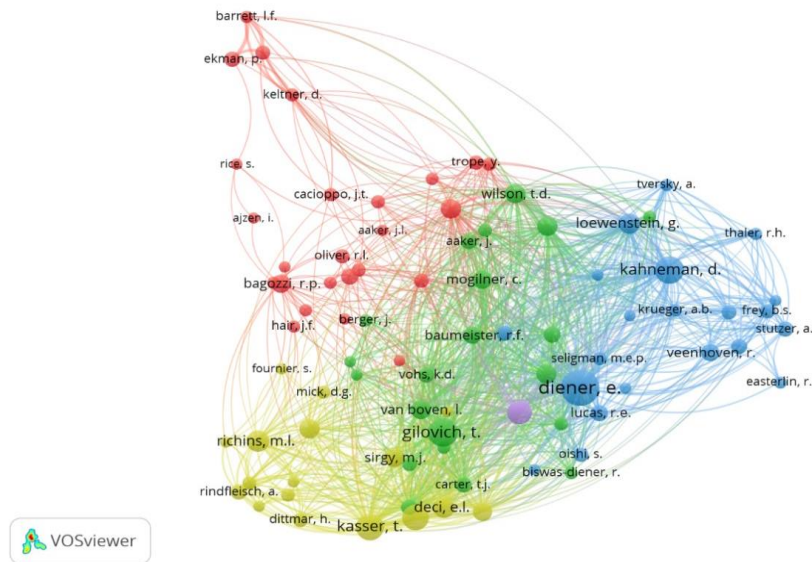 barrett, l.f.
ekman, p.
keltner, d.
rice, s.
trope, y.
cacioppo, j.t.
wilson, t.d.
tversky, a.
ajzen, i.
aaker, j.l.
loewenstein, g.
thaler, r.h.
aaker, j.
oliver, r.l.
kahneman, d.
bagozzi, r.p.
mogilner, c.
krueger, a.b.
frey, b.s.
hair, j.f.
berger, j.
stutzer, a.
baumeister, r.f.
fournier, s.
seligman, m.e.p.
veenhoven, r.
vohs, k.d.
mick, d.g.
diener, e.
easterlin, r.
van boven, l.
lucas, r.e.
gilovich, t.
richins, m.l.
sirgy, m.j.
oishi, s.
biswas-diener, r.
carter, t.j.
rindfleisch, a.
deci, e.l.
dittmar, h.
kasser, t.
VOSviewer